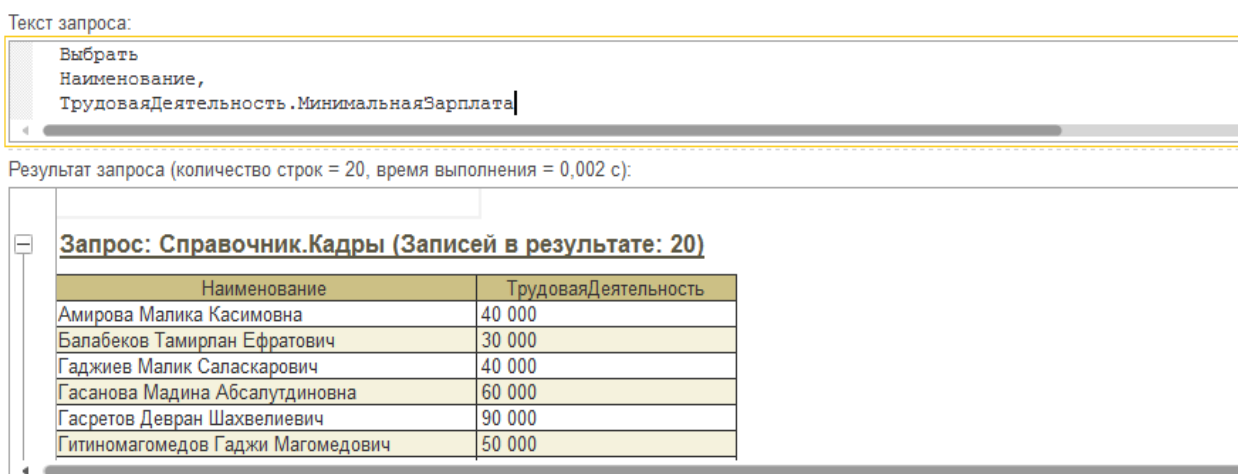 Текст запроса:
Выбрать
Наименование,
ТрудоваяДеятельность.МинимальнаяЗарплата
Результат запроса (количество строк = 20, время выполнения = 0,002 с):
Запрос: Справочник.Кадры (Записей в результате: 20)
Наименование ТрудоваяДеятельность
Амирова Малика Касимовна 40 000
Балабеков Тамирлан Ефратович 30 000
Гаджиев Малик Саласкарович 40 000
Гасанова Мадина Абсалутдиновна 60 000
Гасретов Девран Шахвелиевич 90 000
Гитиномагомедов Гаджи Магомедович 50 000